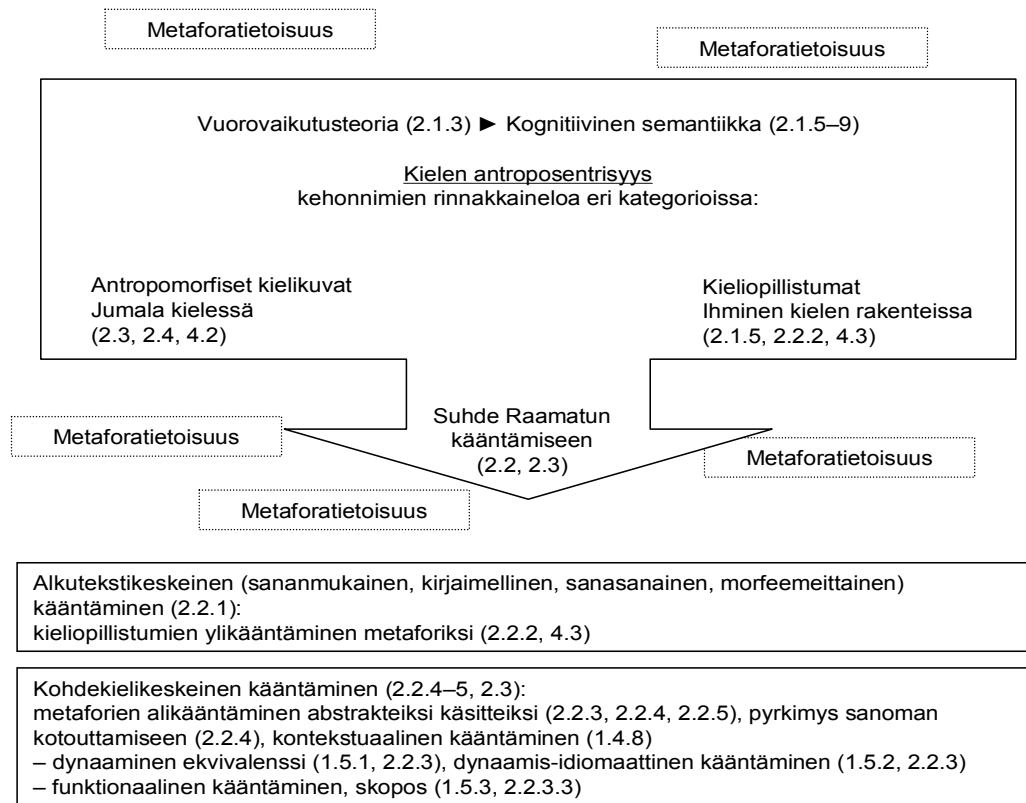 Metaforatietoisuus
Metaforatietoisuus
Vuorovaikutusteoria (2.1.3) ► Kognitiivinen semantiikka (2.1.5–9)
Kielen antroposentrisyys
kehonnimien rinnakkaineloa eri kategorioissa:
Antropomorfiset kielikuvat
Jumala kielessä
(2.3, 2.4, 4.2)
Kieliopillistumat
Ihminen kielen rakenteissa
(2.1.5, 2.2.2, 4.3)
Suhde Raamatun
kääntämiseen
(2.2, 2.3)
Metaforatietoisuus
Metaforatietoisuus
Metaforatietoisuus
Alkutekstikeskeinen (sananmukainen, kirjaimellinen, sanasanainen, morfeemeittainen)
kääntäminen (2.2.1):
kieliopillistumien ylikääntäminen metaforiksi (2.2.2, 4.3)
Kohdekielikeskeinen kääntäminen (2.2.4–5, 2.3):
metaforien alikääntäminen abstrakteiksi käsitteiksi (2.2.3, 2.2.4, 2.2.5), pyrkimys sanoman
kotouttamiseen (2.2.4), kontekstuaalinen kääntäminen (1.4.8)
– dynaaminen ekvivalenssi (1.5.1, 2.2.3), dynaamis-idiomaattinen kääntäminen (1.5.2, 2.2.3)
– funktionaalinen kääntäminen, skopos (1.5.3, 2.2.3.3)